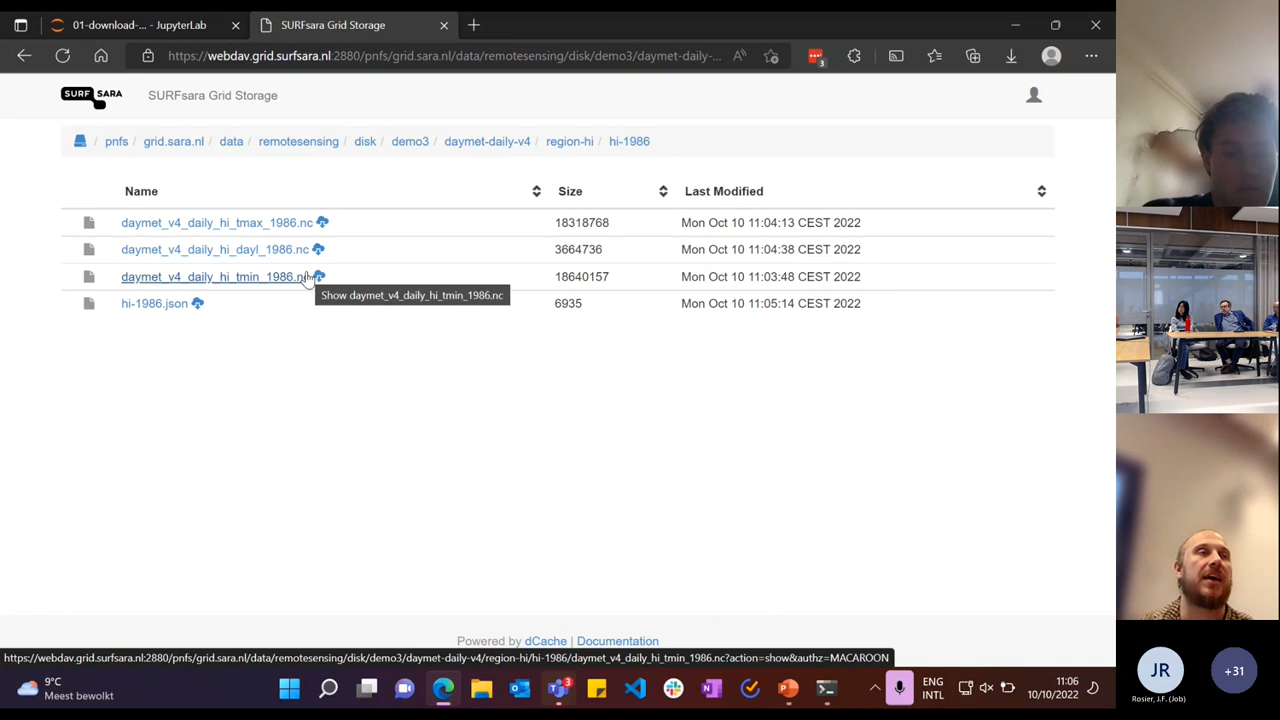 01-download-... - JupyterLab
SURFsara Grid Storage
https://webdav.grid.surfsara.nl:2880/pnfs/grid.sara.nl/data/remotesensing/disk/demo3/daymet-daily-...
3
SURF SARA
SURFsara Grid Storage
/ pnfs / grid.sara.nl / data / remotesensing / disk / demo3 / daymet-daily-v4 / region-hi / hi-1986
Name Size Last Modified
daymet_v4_daily_hi_tmax_1986.nc 18318768 Mon Oct 10 11:04:13 CEST 2022
daymet_v4_daily_hi_dayl_1986.nc 3664736 Mon Oct 10 11:04:38 CEST 2022
daymet_v4_daily_hi_tmin_1986.nc 18640157 Mon Oct 10 11:03:48 CEST 2022
Show daymet_v4_daily_hi_tmin_1986.nc
hi-1986.json 6935 Mon Oct 10 11:05:14 CEST 2022
Powered by dCache | Documentation
https://webdav.grid.surfsara.nl:2880/pnfs/grid.sara.nl/data/remotesensing/disk/demo3/daymet-daily-v4/region-hi/hi-1986/daymet_v4_daily_hi_tmin_1986.nc?action=show&authz=MACAROON
9°C
Meest bewolkt
3
ENG
INTL
11:06
10/10/2022
JR
Rosier, J.F. (Job)
+31